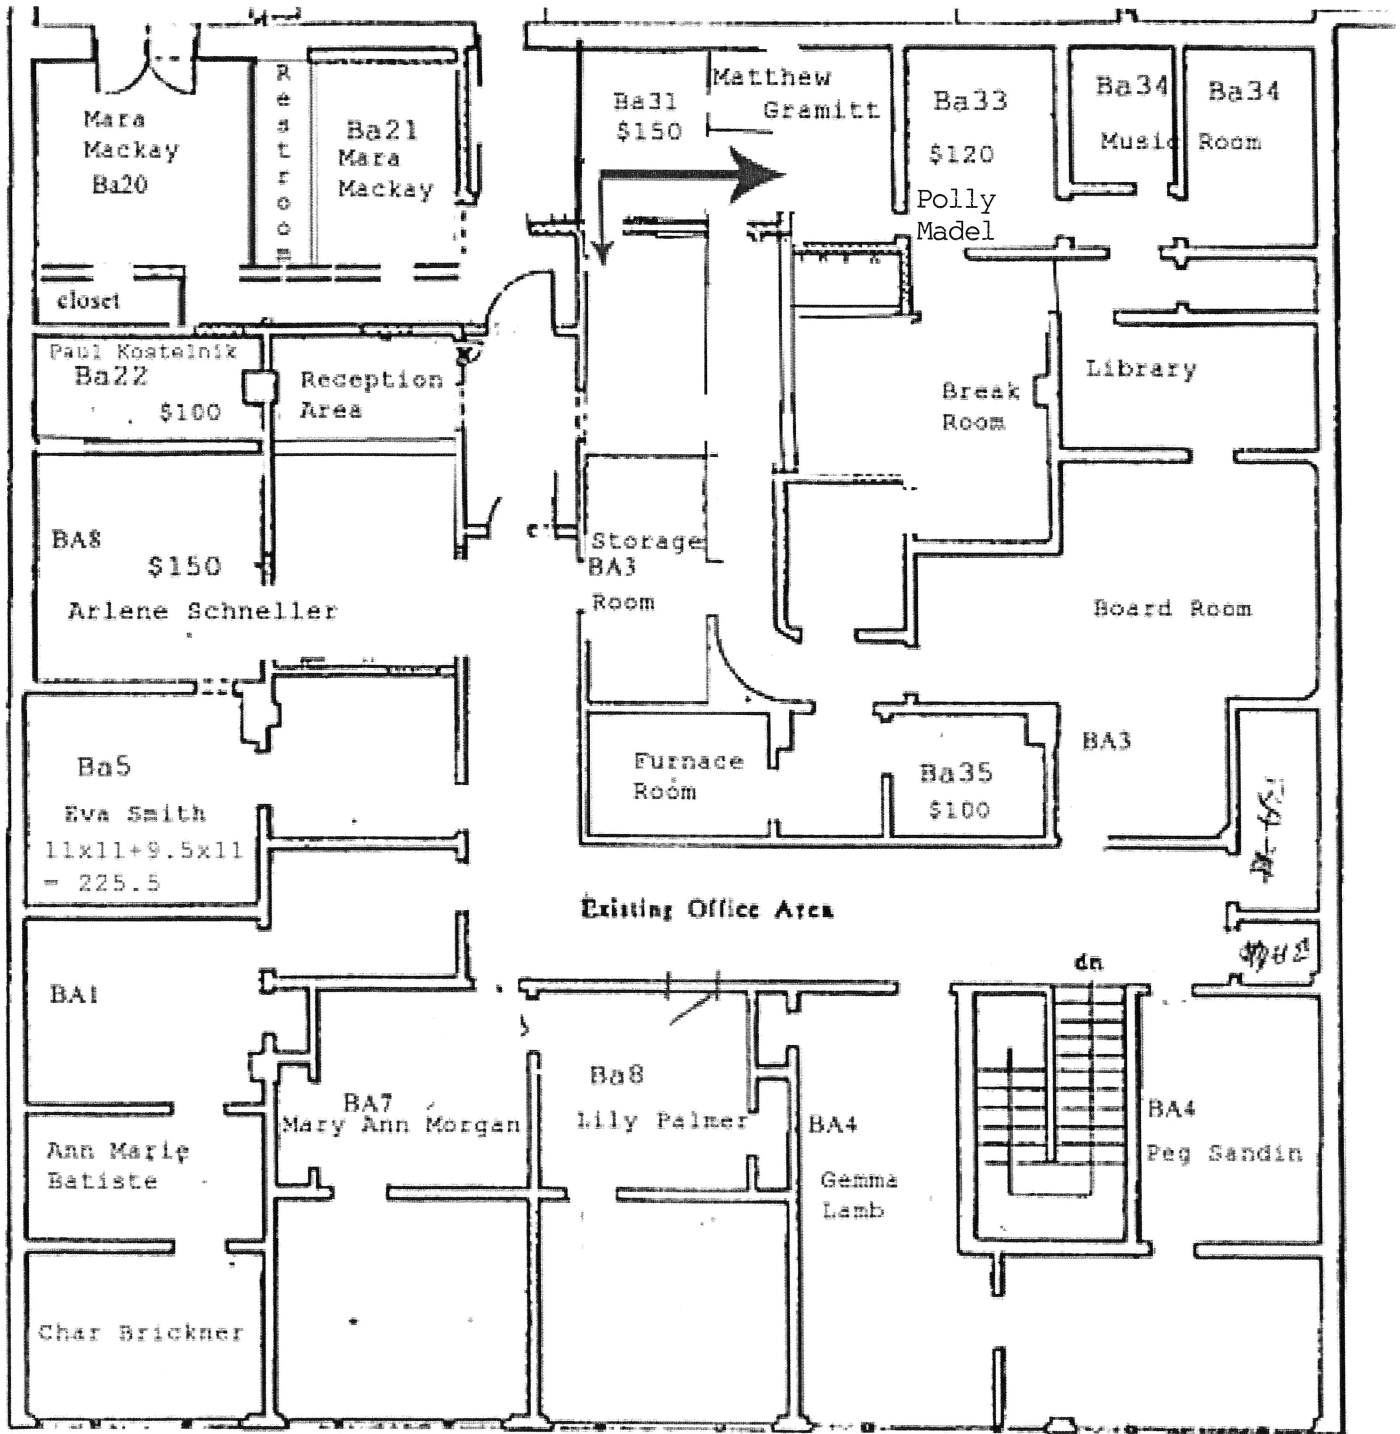 Mara
Mackay
Ba20
Restroom
Ba21
Mara
Mackay
Ba31
$150
Matthew
Gramitt
Ba33
$120
Polly
Madel
Ba34
Ba34
Music Room
closet
Paul Kostelnik
Ba22
$100
Reception
Area
Break
Room
Library
BA8
$150
Arlene Schneller
Storage
BA3
Room
Board Room
Ba5
Eva Smith
11x11+9.5x11
= 225.5
Furnace
Room
Ba35
$100
BA3
Existing Office Area
dn
BA1
Ann Marie
Batiste
BA7
Mary Ann Morgan
Ba8
Lily Palmer
BA4
Gemma
Lamb
BA4
Peg Sandin
Char Brickner